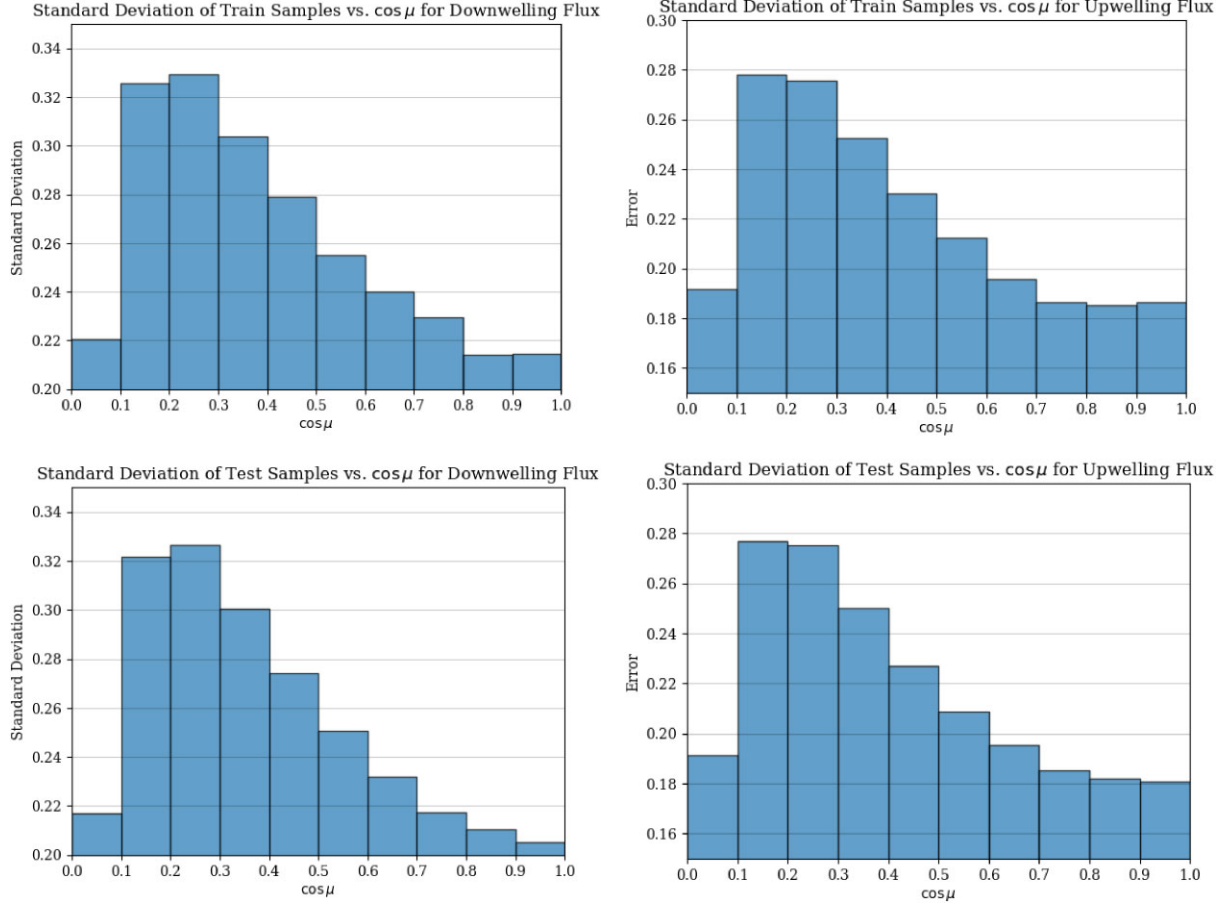 Standard Deviation of Train Samples vs. cos μ for Downwelling Flux
0.34
0.32
0.30
0.28
0.26
0.24
0.22
0.20
Standard Deviation
0.0 0.1 0.2 0.3 0.4 0.5 0.6 0.7 0.8 0.9 1.0
cos μ
Standard Deviation of Train Samples vs. cos μ for Upwelling Flux
0.30
0.28
0.26
0.24
0.22
0.20
0.18
0.16
Error
0.0 0.1 0.2 0.3 0.4 0.5 0.6 0.7 0.8 0.9 1.0
cos μ
Standard Deviation of Test Samples vs. cos μ for Downwelling Flux
0.34
0.32
0.30
0.28
0.26
0.24
0.22
0.20
Standard Deviation
0.0 0.1 0.2 0.3 0.4 0.5 0.6 0.7 0.8 0.9 1.0
cos μ
Standard Deviation of Test Samples vs. cos μ for Upwelling Flux
0.30
0.28
0.26
0.24
0.22
0.20
0.18
0.16
Error
0.0 0.1 0.2 0.3 0.4 0.5 0.6 0.7 0.8 0.9 1.0
cos μ